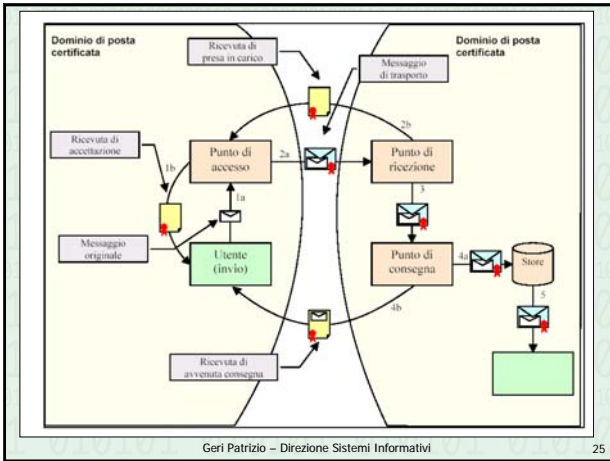 Dominio di posta
certificata
Ricevuta di
presa in carico
Messaggio
di trasporto
Dominio di posta
certificata
Ricevuta di
accettazione
1b
Punto di
accesso
2a
2b
Punto di
ricezione
1a
3
Messaggio
originale
Utente
(invio)
Punto di
consegna
4a
Store
5
4b
Ricevuta di
avvenuta consegna
Geri Patrizio – Direzione Sistemi Informativi
25